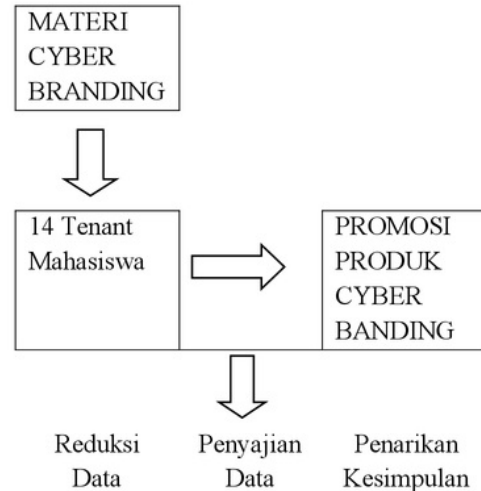 MATERI
CYBER
BRANDING
14 Tenant
Mahasiswa
PROMOSI
PRODUK
CYBER
BANDING
Reduksi
Data
Penyajian
Data
Penarikan
Kesimpulan